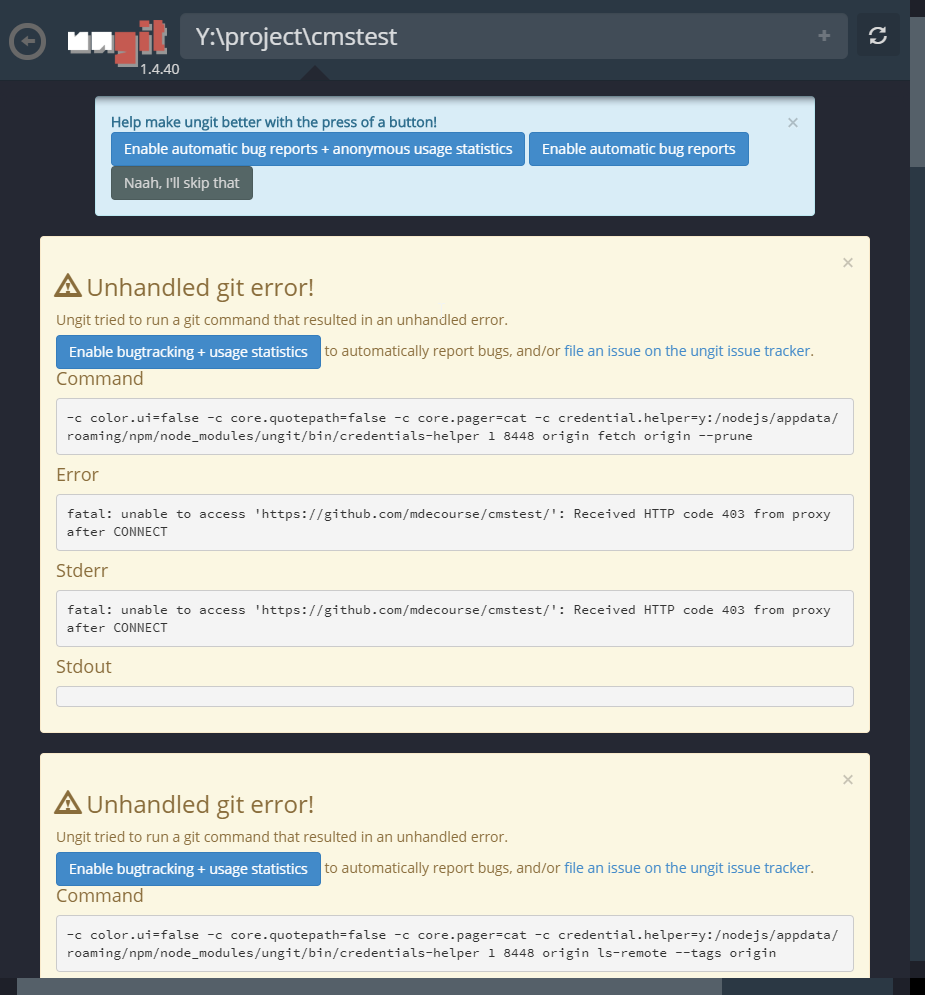 ungit
Y:\project\cmstest +
1.4.40
Help make ungit better with the press of a button! ×
Enable automatic bug reports + anonymous usage statistics Enable automatic bug reports
Naah, I'll skip that
×
Unhandled git error!
Ungit tried to run a git command that resulted in an unhandled error.
Enable bugtracking + usage statistics to automatically report bugs, and/or file an issue on the ungit issue tracker.
Command
-c color.ui=false -c core.quotepath=false -c core.pager=cat -c credential.helper=y:/nodejs/appdata/
roaming/npm/node_modules/ungit/bin/credentials-helper 1 8448 origin fetch origin --prune
Error
fatal: unable to access 'https://github.com/mdecourse/cmstest/': Received HTTP code 403 from proxy
after CONNECT
Stderr
fatal: unable to access 'https://github.com/mdecourse/cmstest/': Received HTTP code 403 from proxy
after CONNECT
Stdout
×
Unhandled git error!
Ungit tried to run a git command that resulted in an unhandled error.
Enable bugtracking + usage statistics to automatically report bugs, and/or file an issue on the ungit issue tracker.
Command
-c color.ui=false -c core.quotepath=false -c core.pager=cat -c credential.helper=y:/nodejs/appdata/
roaming/npm/node_modules/ungit/bin/credentials-helper 1 8448 origin ls-remote --tags origin